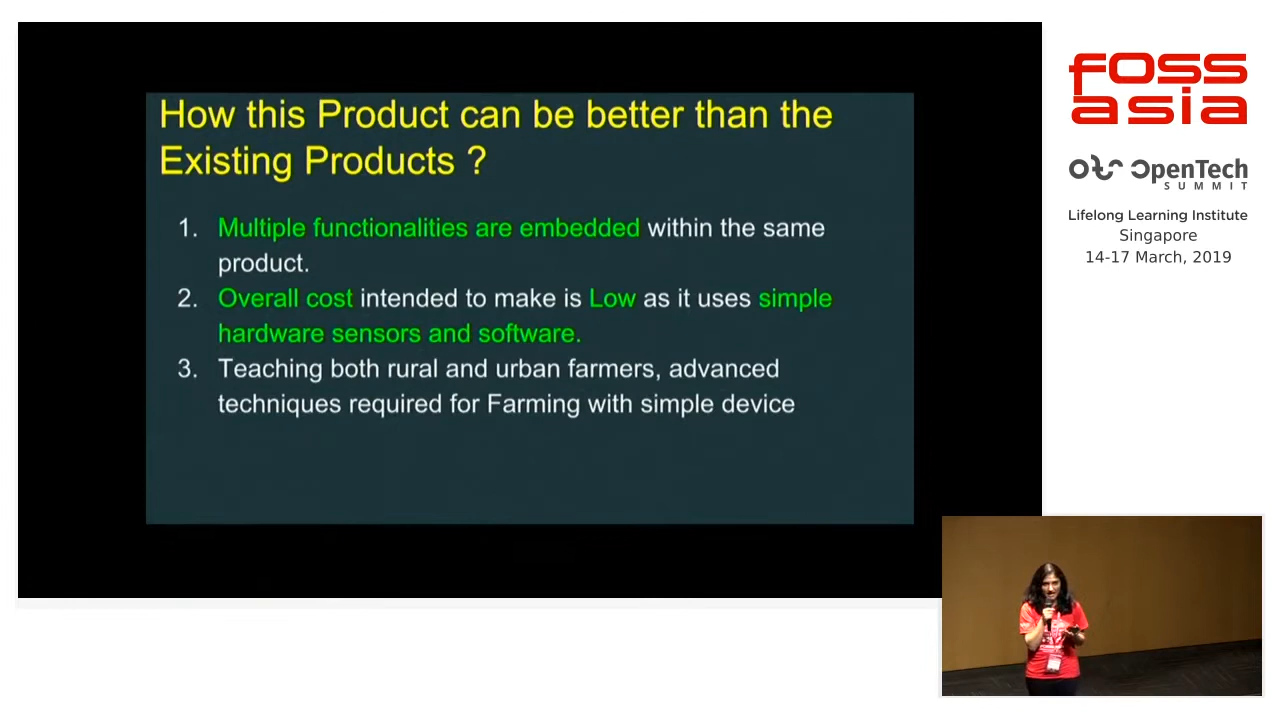 How this Product can be better than the
Existing Products ?
1. Multiple functionalities are embedded within the same
product.
2. Overall cost intended to make is Low as it uses simple
hardware sensors and software.
3. Teaching both rural and urban farmers, advanced
techniques required for Farming with simple device
FOSS
asia
OpenTech
SUMMIT
Lifelong Learning Institute
Singapore
14-17 March, 2019